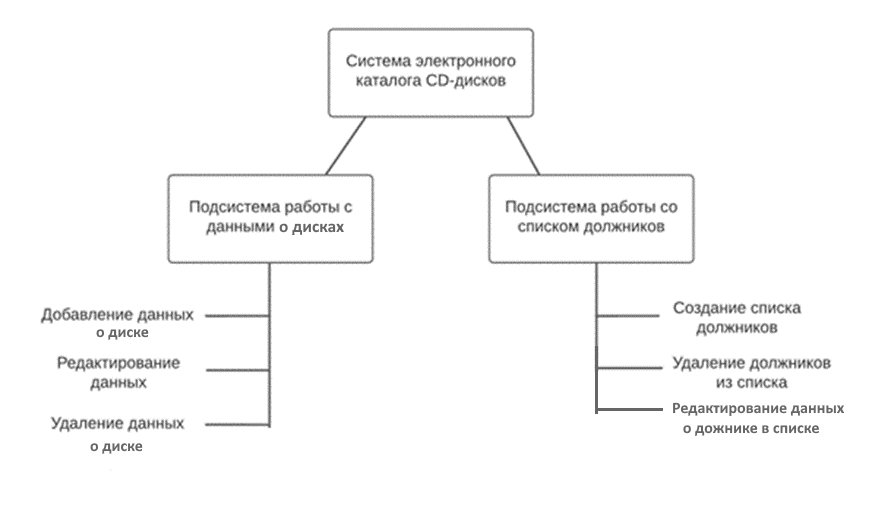 Система электронного
каталога CD-дисков
Подсистема работы с
данными о дисках
Подсистема работы со
списком должников
Добавление данных
о диске
Редактирование
данных
Удаление данных
о диске
Создание списка
должников
Удаление должников
из списка
Редактирование данных
о дожнике в списке